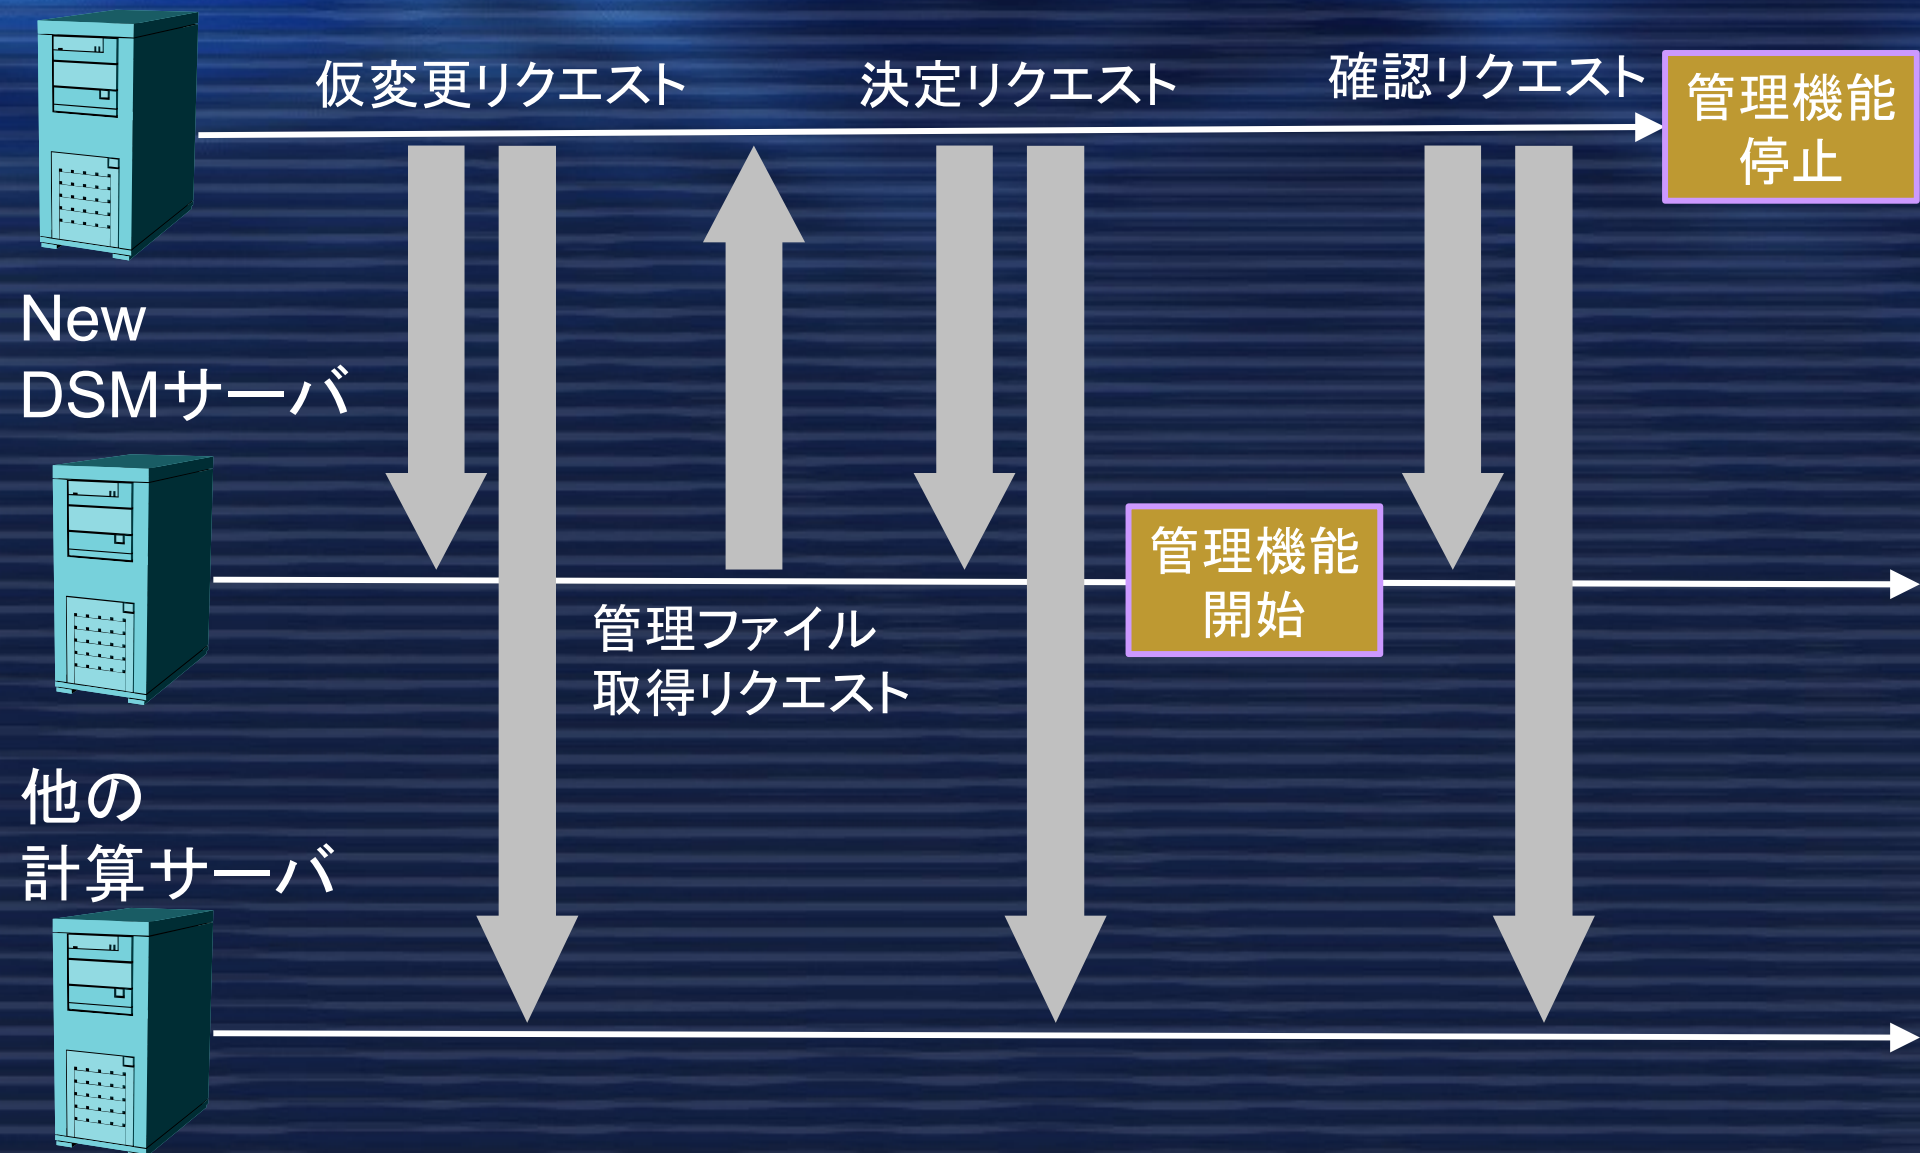 仮変更リクエスト
決定リクエスト
確認リクエスト
管理機能
停止
New
DSMサーバ
管理機能
開始
管理ファイル
取得リクエスト
他の
計算サーバ